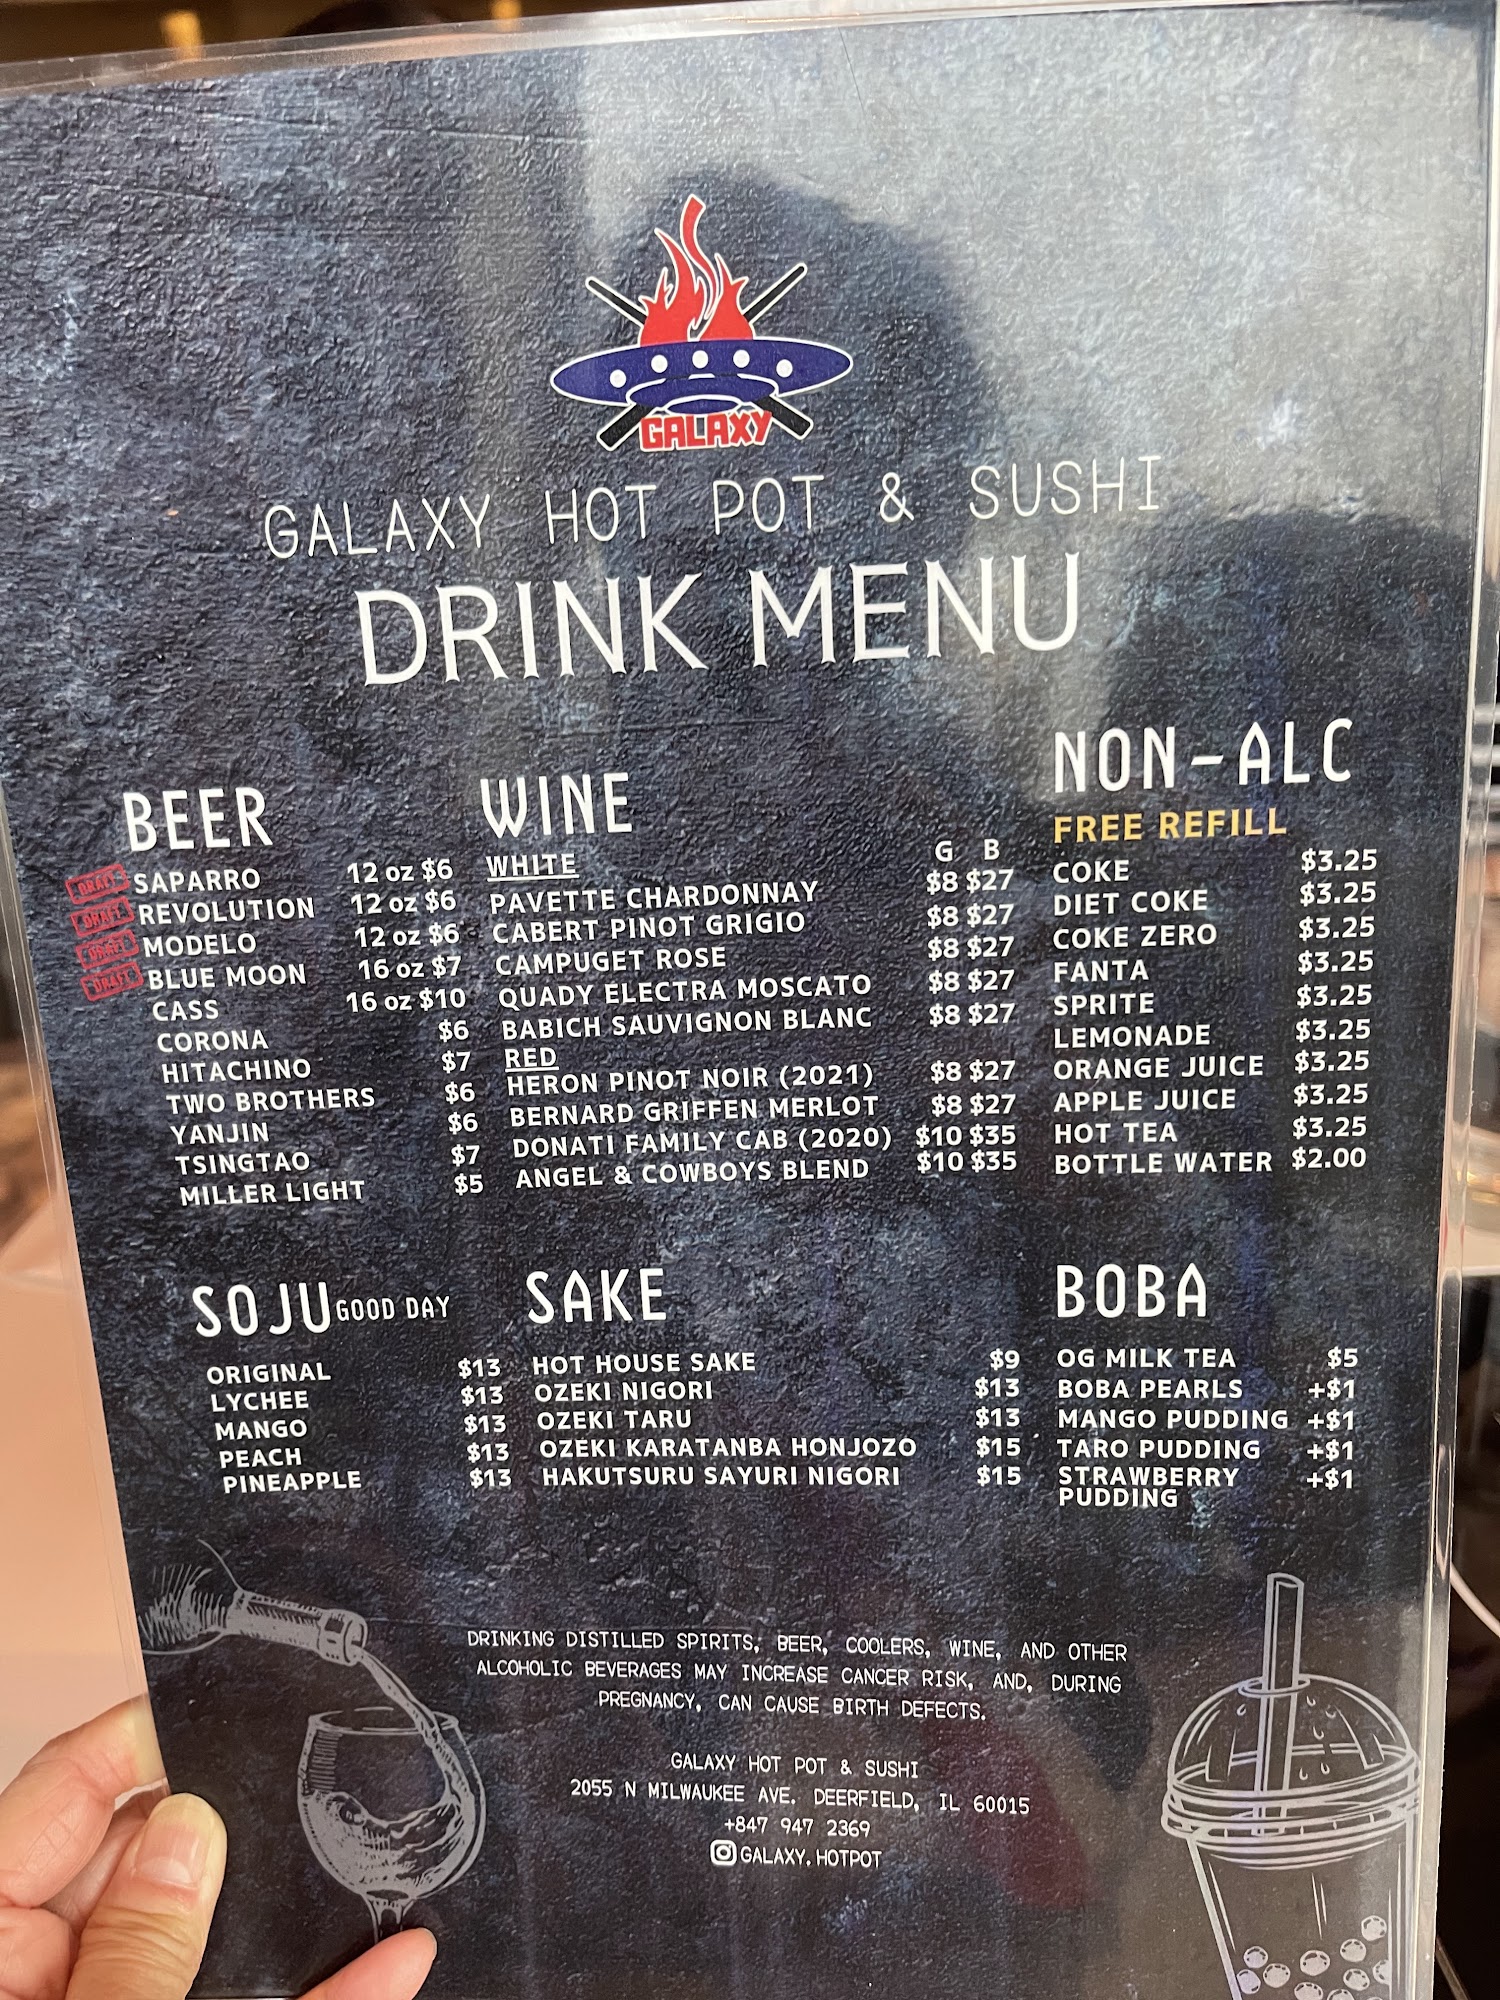 GALAXY
GALAXY HOT POT & SUSHI
DRINK MENU
BEER
DRAFT SAPARRO 12 oz $6
DRAFT REVOLUTION 12 oz $6
DRAFT MODELO 12 oz $6
DRAFT BLUE MOON 16 oz $7
CASS 16 oz $10
CORONA $6
HITACHINO $7
TWO BROTHERS $6
YANJIN $6
TSINGTAO $7
MILLER LIGHT $5
WINE
WHITE G B
PAVETTE CHARDONNAY $8 $27
CABERT PINOT GRIGIO $8 $27
CAMPUGET ROSE $8 $27
QUADY ELECTRA MOSCATO $8 $27
BABICH SAUVIGNON BLANC $8 $27
RED
HERON PINOT NOIR (2021) $8 $27
BERNARD GRIFFEN MERLOT $8 $27
DONATI FAMILY CAB (2020) $10 $35
ANGEL & COWBOYS BLEND $10 $35
NON-ALC
FREE REFILL
COKE $3.25
DIET COKE $3.25
COKE ZERO $3.25
FANTA $3.25
SPRITE $3.25
LEMONADE $3.25
ORANGE JUICE $3.25
APPLE JUICE $3.25
HOT TEA $3.25
BOTTLE WATER $2.00
SOJU GOOD DAY
ORIGINAL $13
LYCHEE $13
MANGO $13
PEACH $13
PINEAPPLE $13
SAKE
HOT HOUSE SAKE $9
OZEKI NIGORI $13
OZEKI TARU $13
OZEKI KARATANBA HONJOZO $15
HAKUTSURU SAYURI NIGORI $15
BOBA
OG MILK TEA $5
BOBA PEARLS +$1
MANGO PUDDING +$1
TARO PUDDING +$1
STRAWBERRY +$1
PUDDING
DRINKING DISTILLED SPIRITS, BEER, COOLERS, WINE, AND OTHER
ALCOHOLIC BEVERAGES MAY INCREASE CANCER RISK, AND, DURING
PREGNANCY, CAN CAUSE BIRTH DEFECTS.
GALAXY HOT POT & SUSHI
2055 N MILWAUKEE AVE. DEERFIELD, IL 60015
+847 947 2369
GALAXY.HOTPOT